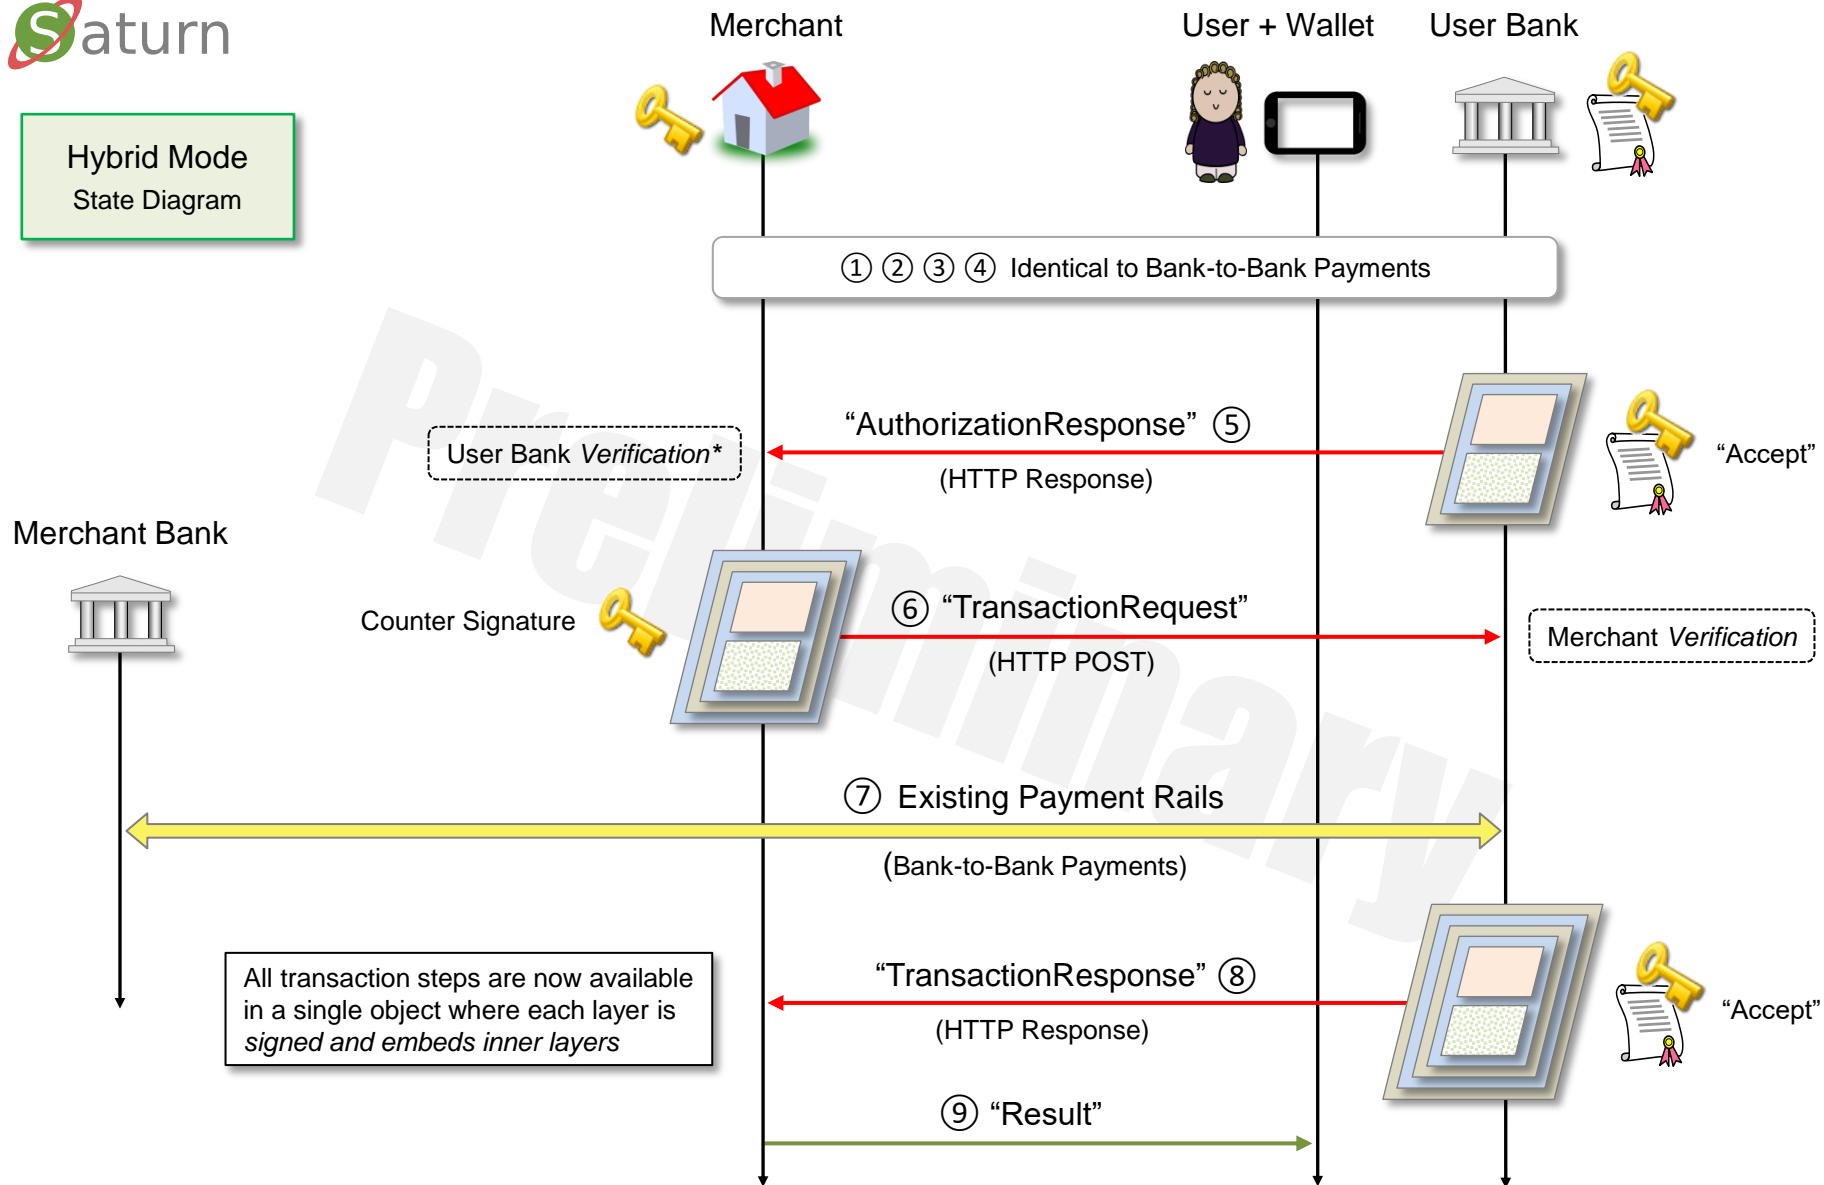 Saturn
Merchant
User + Wallet
User Bank
Hybrid Mode
State Diagram
① ② ③ ④ Identical to Bank-to-Bank Payments
“AuthorizationResponse” ⑤
User Bank Verification*
(HTTP Response)
“Accept”
Merchant Bank
⑥ “TransactionRequest”
Counter Signature
(HTTP POST)
Merchant Verification
⑦ Existing Payment Rails
(Bank-to-Bank Payments)
“TransactionResponse” ⑧
All transaction steps are now available
in a single object where each layer is
signed and embeds inner layers
(HTTP Response)
“Accept”
⑨ “Result”
Preliminary